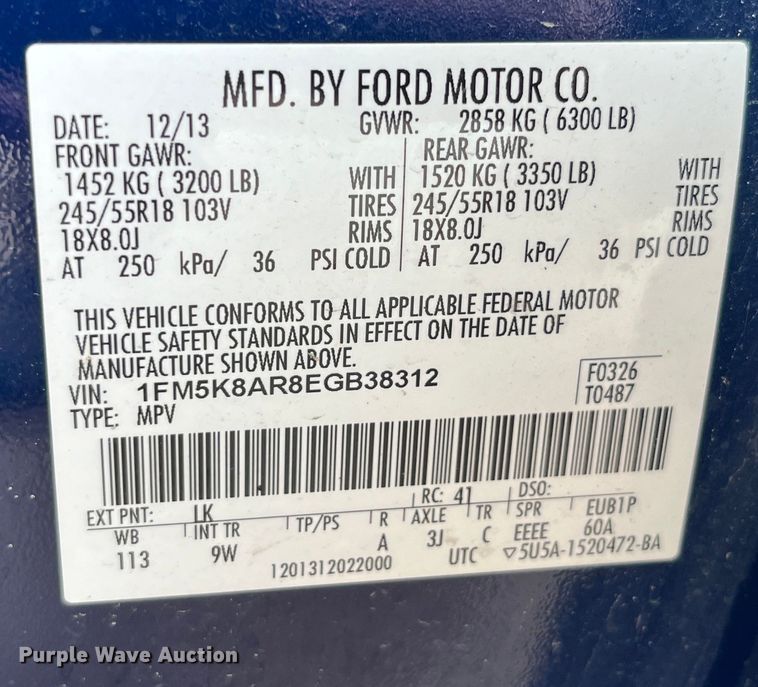 MFD. BY FORD MOTOR CO.
DATE: 12/13 GVWR: 2858 KG ( 6300 LB)
FRONT GAWR: REAR GAWR:
1452 KG ( 3200 LB) WITH 1520 KG ( 3350 LB) WITH
245/55R18 103V TIRES 245/55R18 103V TIRES
18X8.0J RIMS 18X8.0J RIMS
AT 250 kPa/ 36 PSI COLD AT 250 kPa/ 36 PSI COLD
THIS VEHICLE CONFORMS TO ALL APPLICABLE FEDERAL MOTOR
VEHICLE SAFETY STANDARDS IN EFFECT ON THE DATE OF
MANUFACTURE SHOWN ABOVE.
VIN: 1FM5K8AR8EGB38312 F0326
TYPE: MPV T0487
EXT PNT: LK RC: 41 DSO:
WB INT TR TP/PS R AXLE TR SPR EUB1P
113 9W A 3J C EEEE 60A
1201312022000 UTC ▽5U5A-1520472-BA
Purple Wave Auction